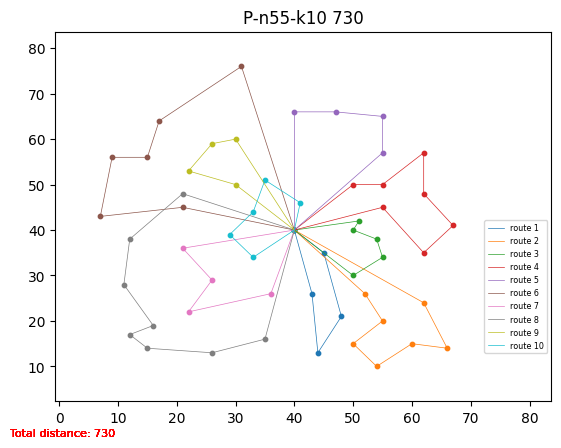 P-n55-k10 730
80
70
60
50
40
30
20
10
0 10 20 30 40 50 60 70 80
route 1
route 2
route 3
route 4
route 5
route 6
route 7
route 8
route 9
route 10
Total distance: 730